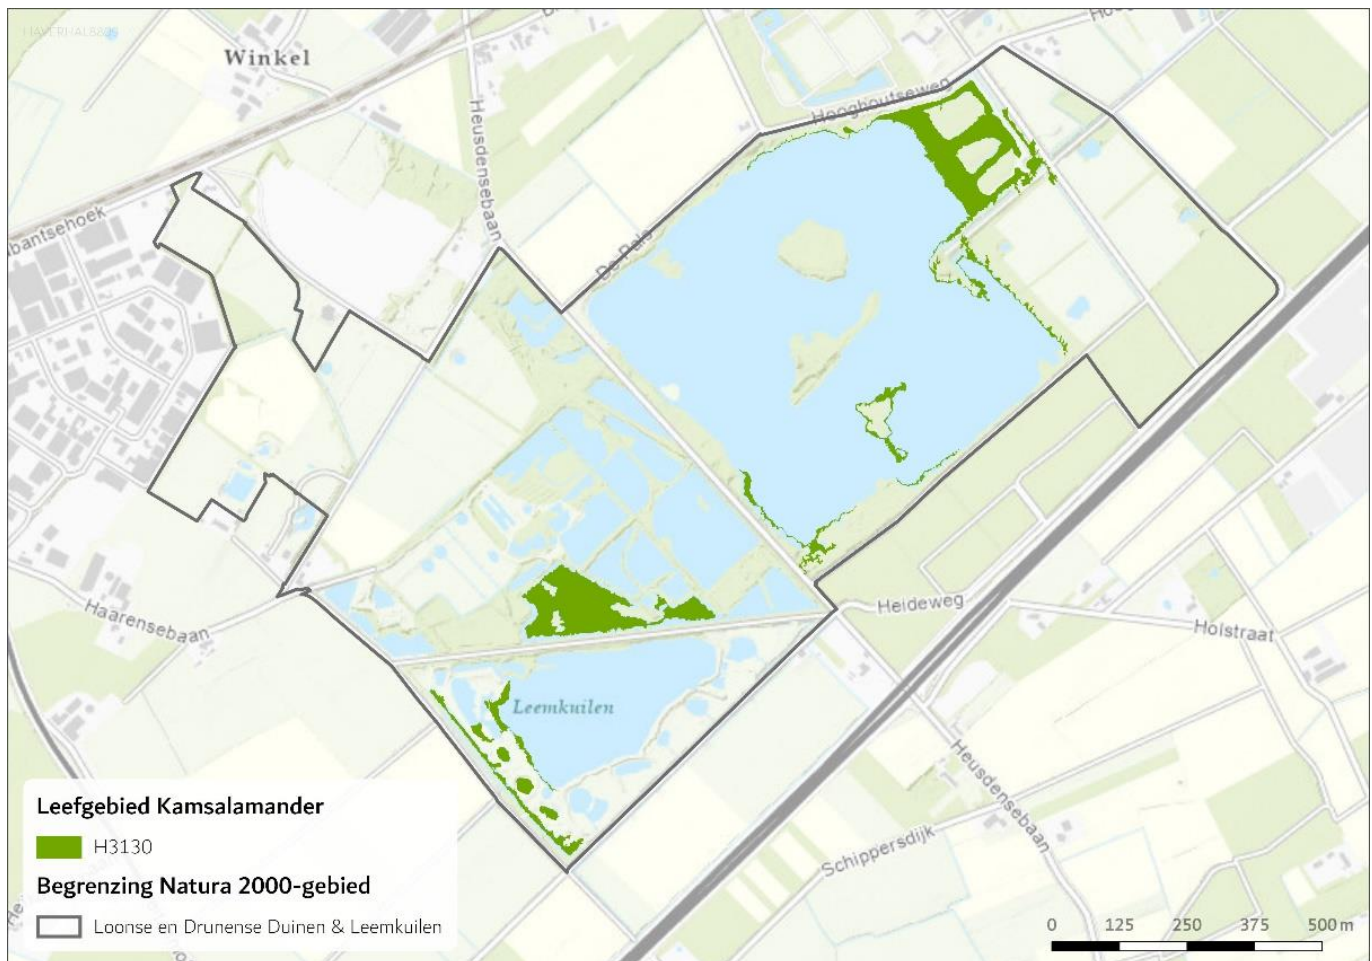 Winkel
Hooghoutseweg
Heusdensebaan
De Pals
Haarensebaan
Heideweg
Holstraat
Leemkuilen
Heusdensebaan
Schippersdijk
Leefgebied Kamsalamander
H3130
Begrenzing Natura 2000-gebied
Loonse en Drunense Duinen & Leemkuilen
0 125 250 375 500 m